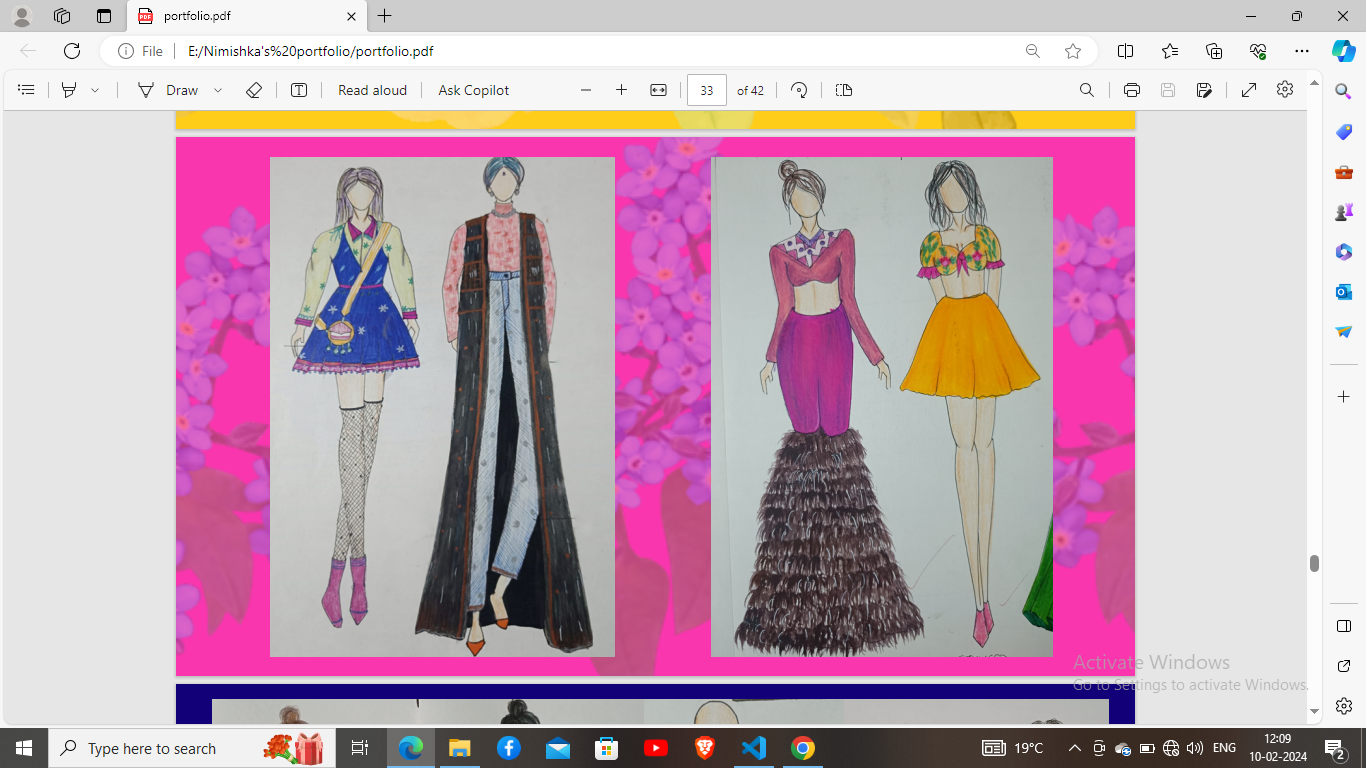 portfolio.pdf
File
E:/Nimishka's%20portfolio/portfolio.pdf
Draw
Read aloud
Ask Copilot
33
of 42
Activate Windows
Go to Settings to activate Windows.
Type here to search
19°C
ENG
12:09
10-02-2024
2